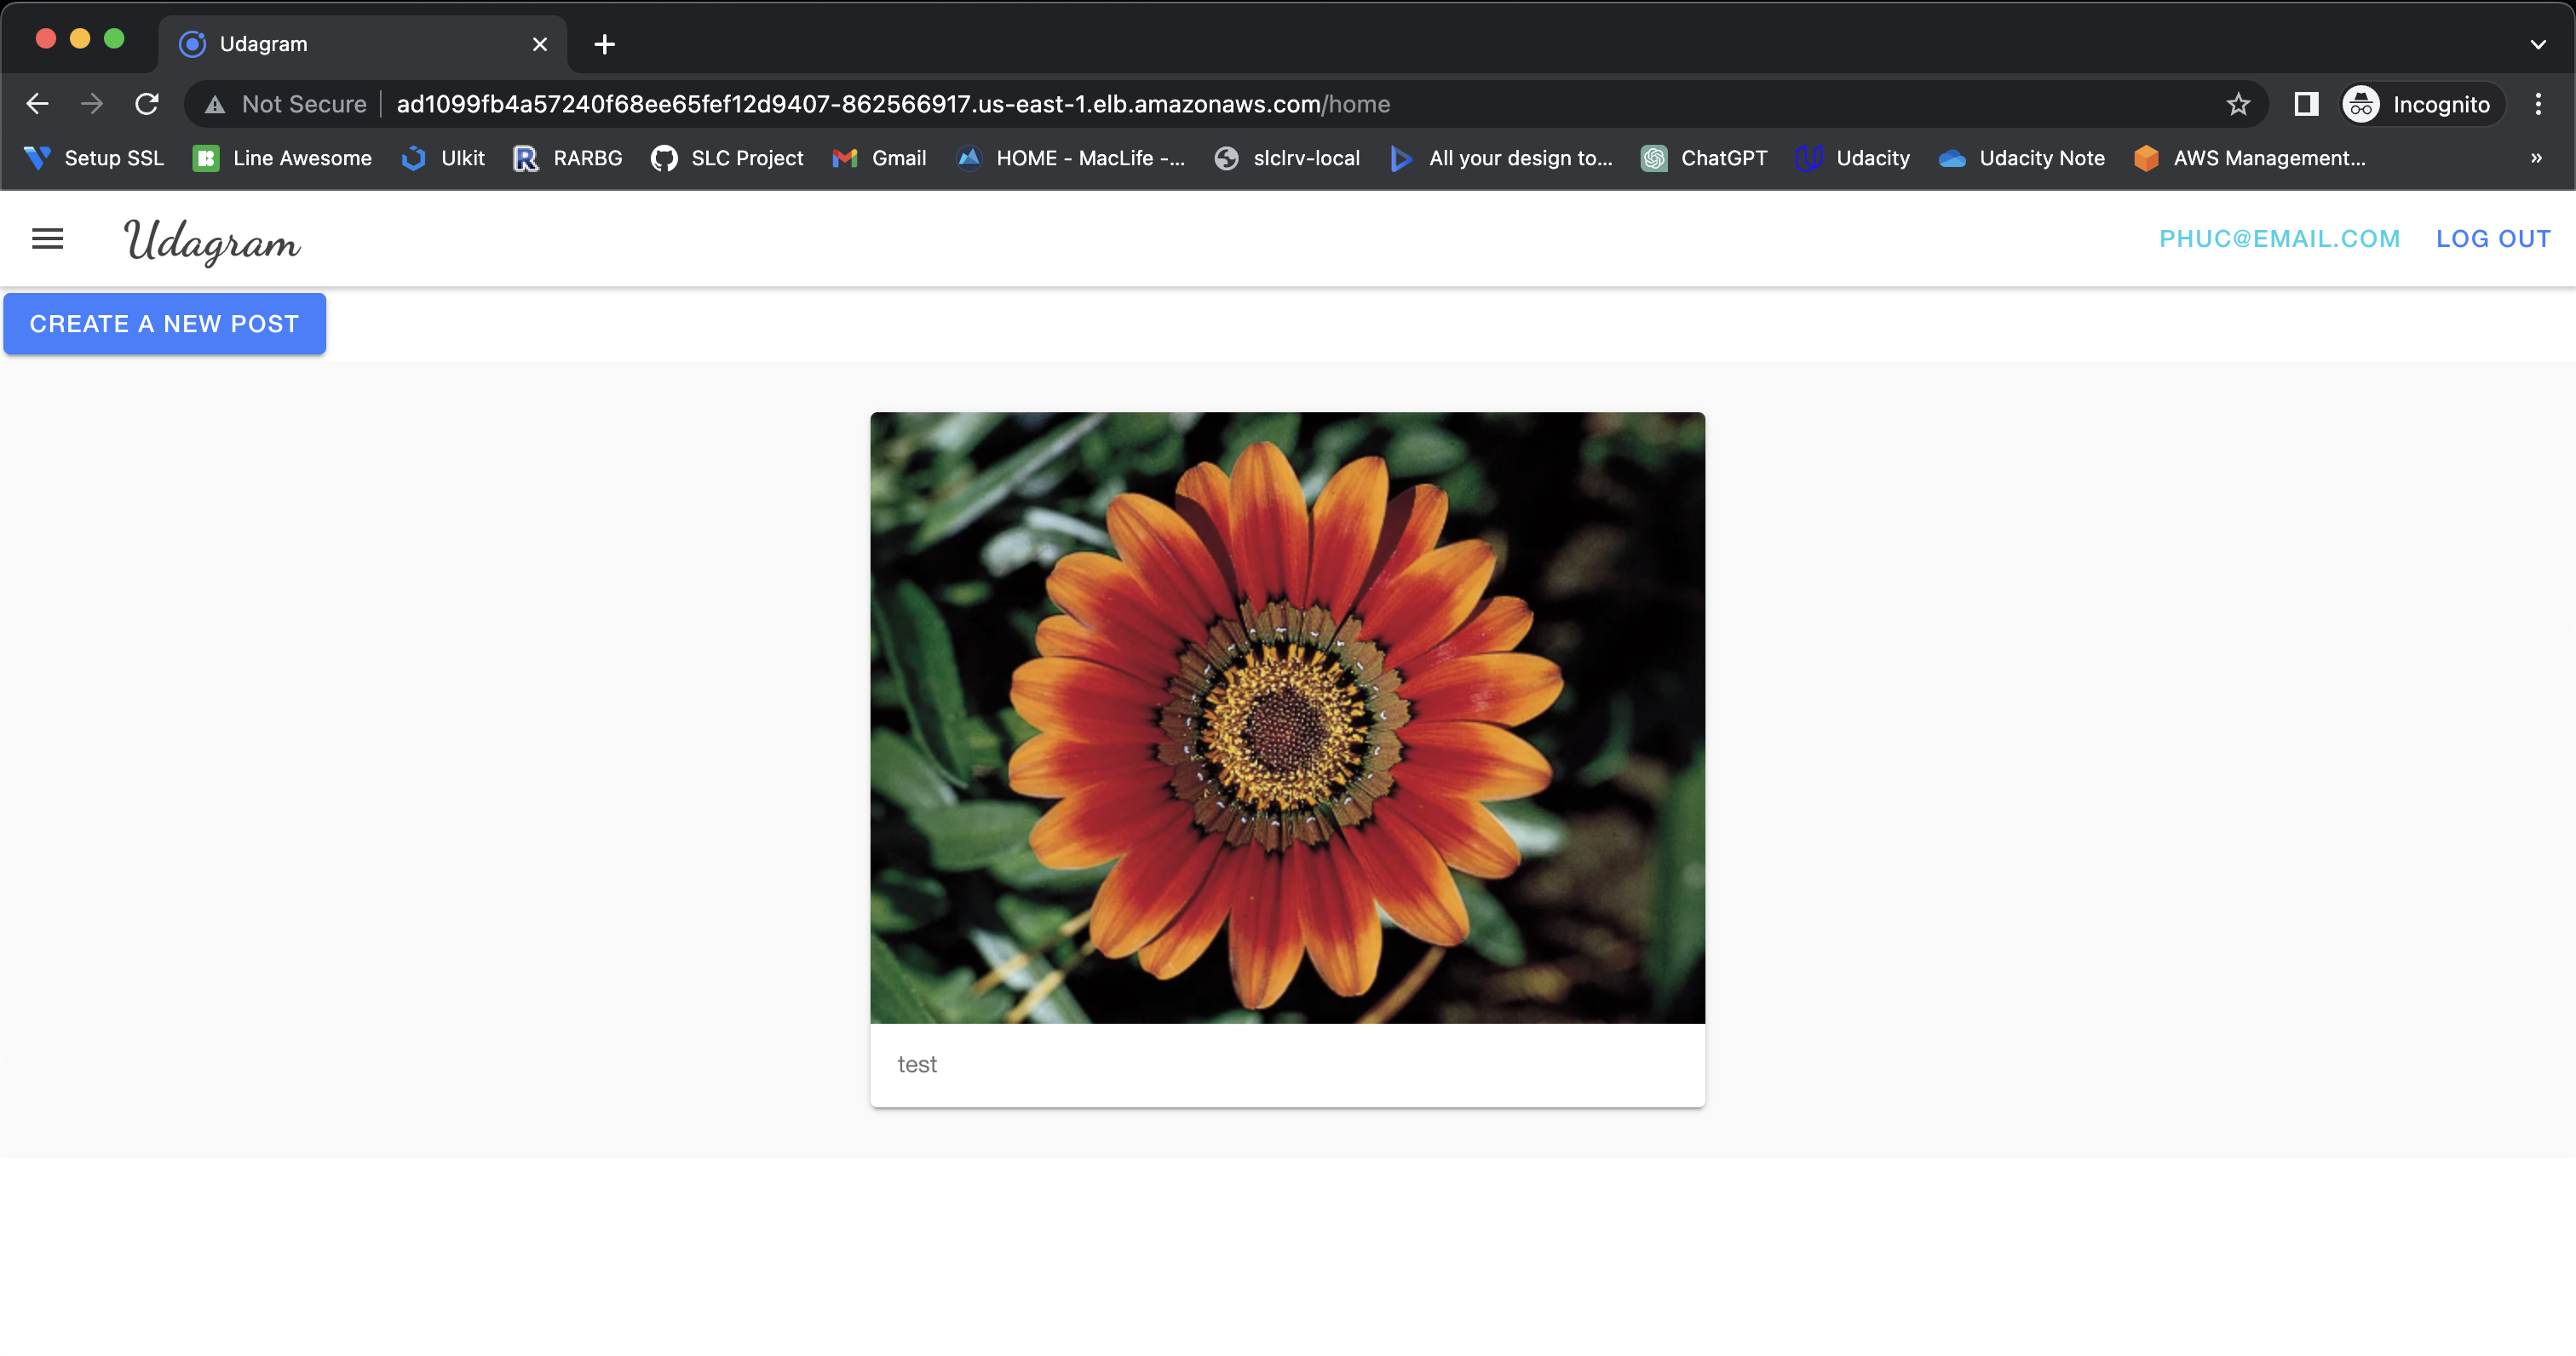 Udagram
Not Secure ad1099fb4a57240f68ee65fef12d9407-862566917.us-east-1.elb.amazonaws.com/home Incognito
Setup SSL Line Awesome UIkit RARBG SLC Project Gmail HOME - MacLife -... slclrv-local All your design to... ChatGPT Udacity Udacity Note AWS Management... »
Udagram PHUC@EMAIL.COM LOG OUT
CREATE A NEW POST
test